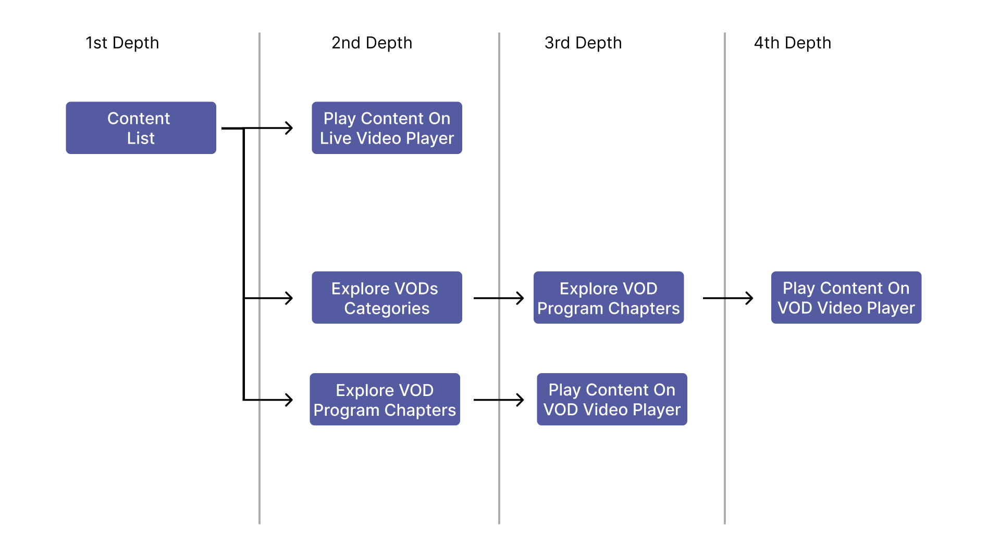 1st Depth
2nd Depth
3rd Depth
4th Depth
Content
List
Play Content On
Live Video Player
Explore VODs
Categories
Explore VOD
Program Chapters
Play Content On
VOD Video Player
Explore VOD
Program Chapters
Play Content On
VOD Video Player